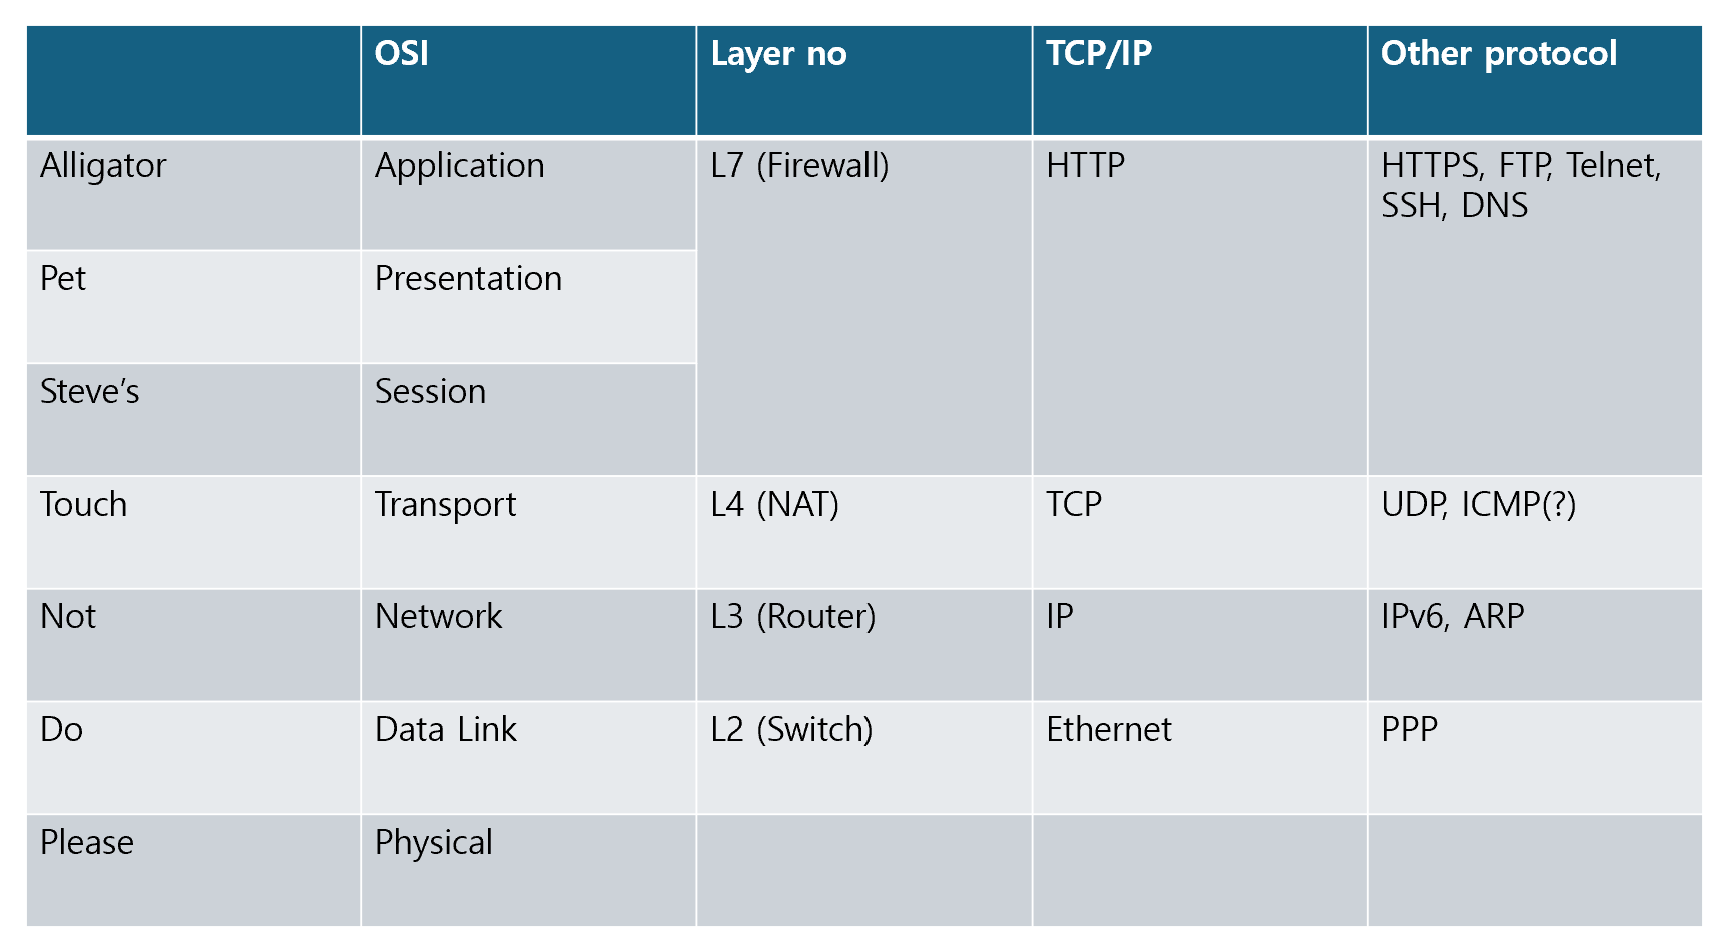 OSI
Layer no
TCP/IP
Other protocol
Alligator
Application
L7 (Firewall)
HTTP
HTTPS, FTP, Telnet,
SSH, DNS
Pet
Presentation
Steve’s
Session
Touch
Transport
L4 (NAT)
TCP
UDP, ICMP(?)
Not
Network
L3 (Router)
IP
IPv6, ARP
Do
Data Link
L2 (Switch)
Ethernet
PPP
Please
Physical